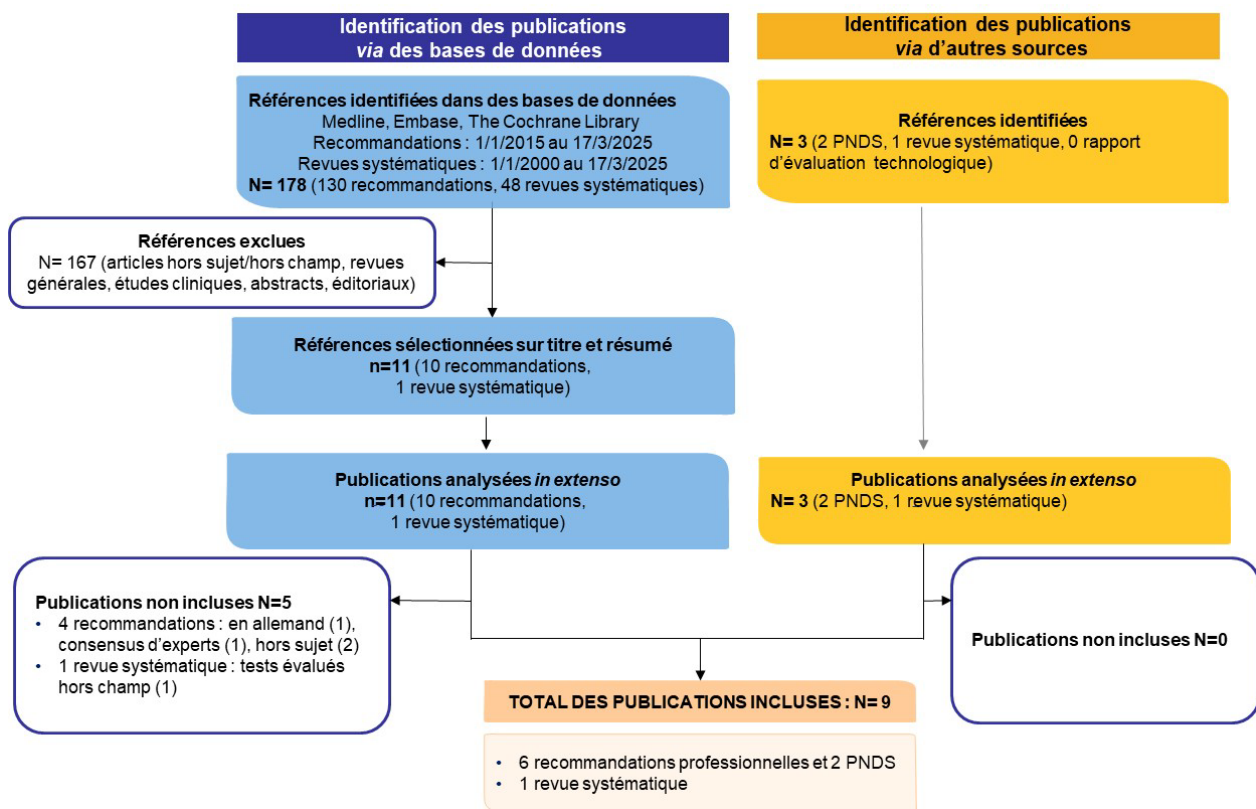 Identification des publications
via des bases de données
Identification des publications
via d'autres sources
Références identifiées dans des bases de données
Medline, Embase, The Cochrane Library
Recommandations : 1/1/2015 au 17/3/2025
Revues systématiques : 1/1/2000 au 17/3/2025
N= 178 (130 recommandations, 48 revues systématiques)
Références identifiées
N= 3 (2 PNDS, 1 revue systématique, 0 rapport
d'évaluation technologique)
Références exclues
N= 167 (articles hors sujet/hors champ, revues
générales, études cliniques, abstracts, éditoriaux)
Références sélectionnées sur titre et résumé
n=11 (10 recommandations,
1 revue systématique)
Publications analysées in extenso
n=11 (10 recommandations,
1 revue systématique)
Publications analysées in extenso
N= 3 (2 PNDS, 1 revue systématique)
Publications non incluses N=5
• 4 recommandations : en allemand (1),
consensus d'experts (1), hors sujet (2)
• 1 revue systématique : tests évalués
hors champ (1)
Publications non incluses N=0
TOTAL DES PUBLICATIONS INCLUSES : N= 9
• 6 recommandations professionnelles et 2 PNDS
• 1 revue systématique